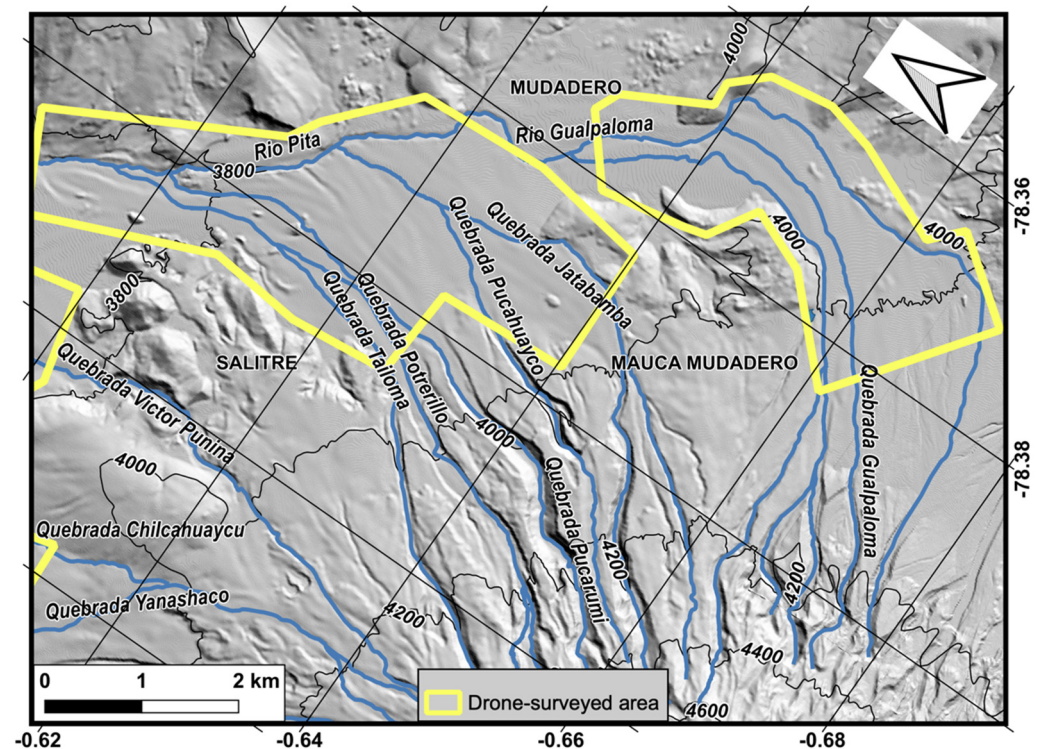 4000
MUDADERO
Rio Gualpaloma
Rio Pita
3800
-78.36
4000
4000
Quebrada Jatabamba
Quebrada Pucahuayco
3800
Quebrada Potrerillo
Quebrada Tailoma
SALITRE
MAUCA MUDADERO
Quebrada Victor Punina
Quebrada Gualpaloma
4000
4000
-78.38
Quebrada Pucarumi
Quebrada Chilcahuaycu
4200
4200
Quebrada Yanashaco
4200
4400
0 1 2 km
Drone-surveyed area
4600
-0.62 -0.64 -0.66 -0.68